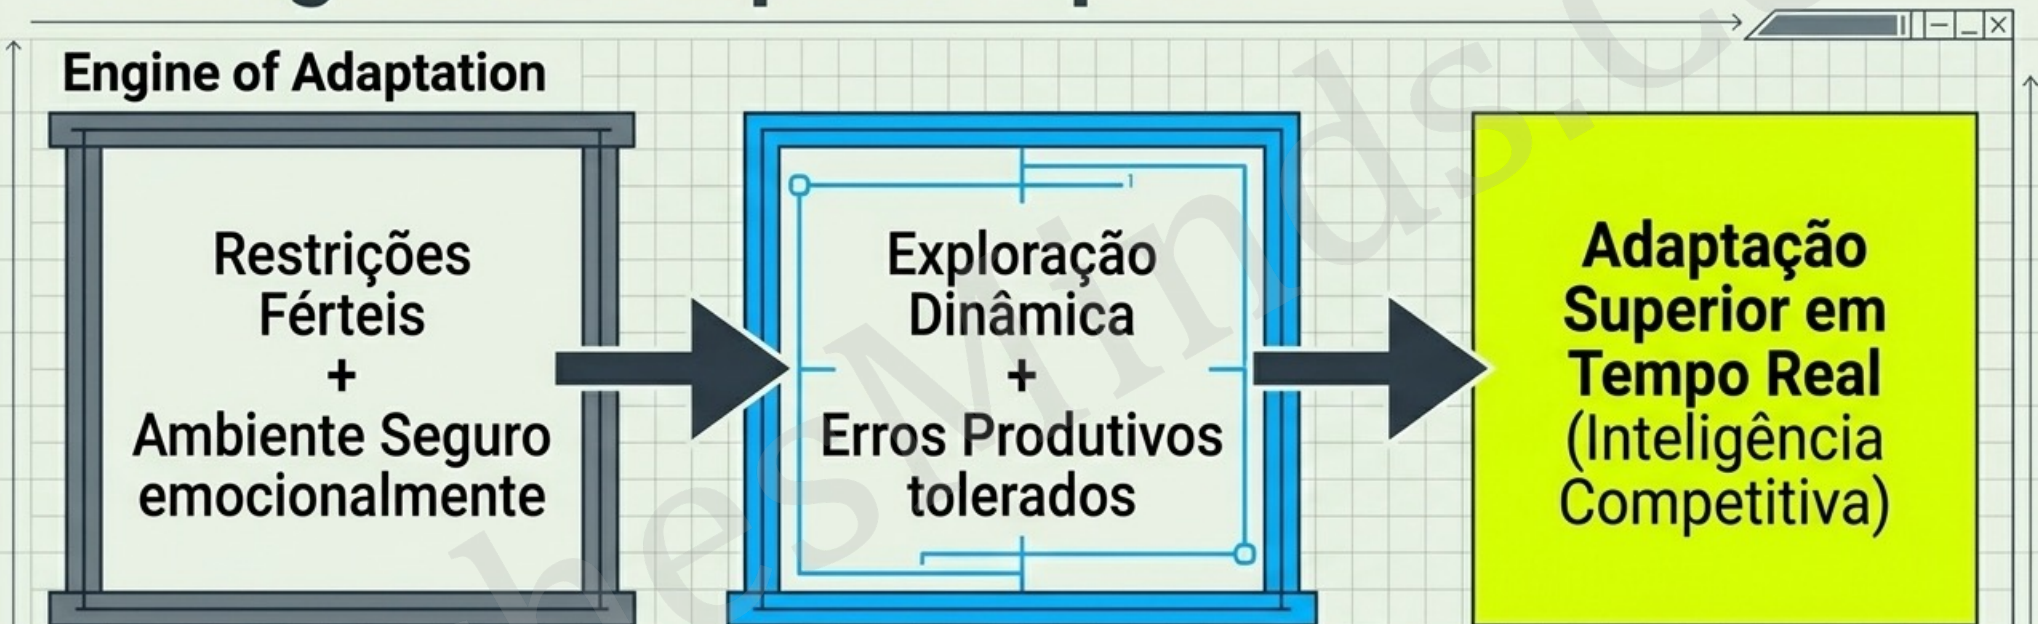 Engine of Adaptation
Restrições
Férteis
+
Ambiente Seguro
emocionalmente
1
Exploração
Dinâmica
+
Erros Produtivos
tolerados
Adaptação
Superior em
Tempo Real
(Inteligência
Competitiva)